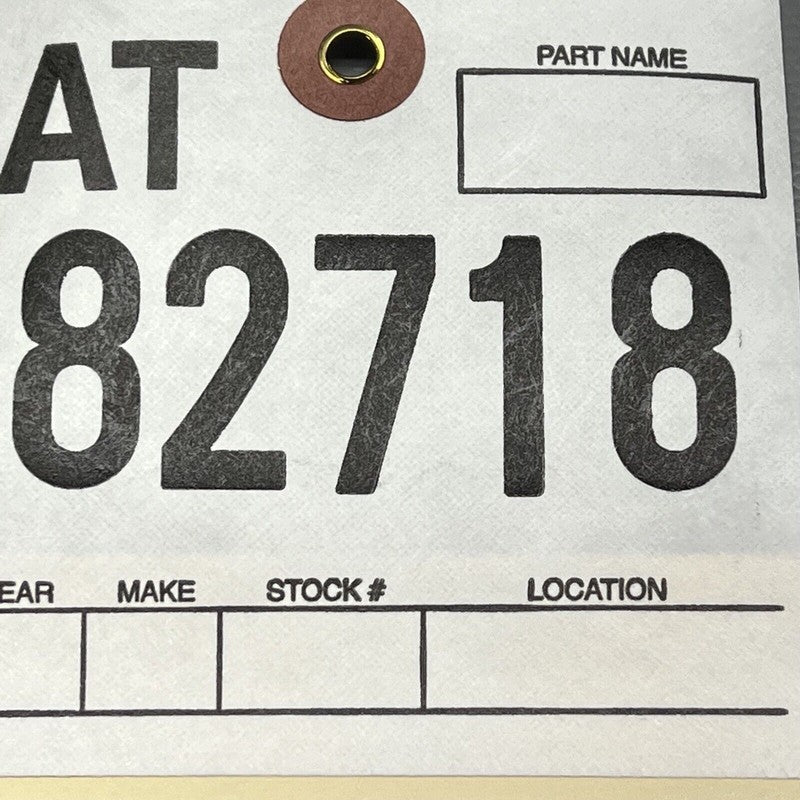 AT
PART NAME
82718
EAR MAKE STOCK # LOCATION